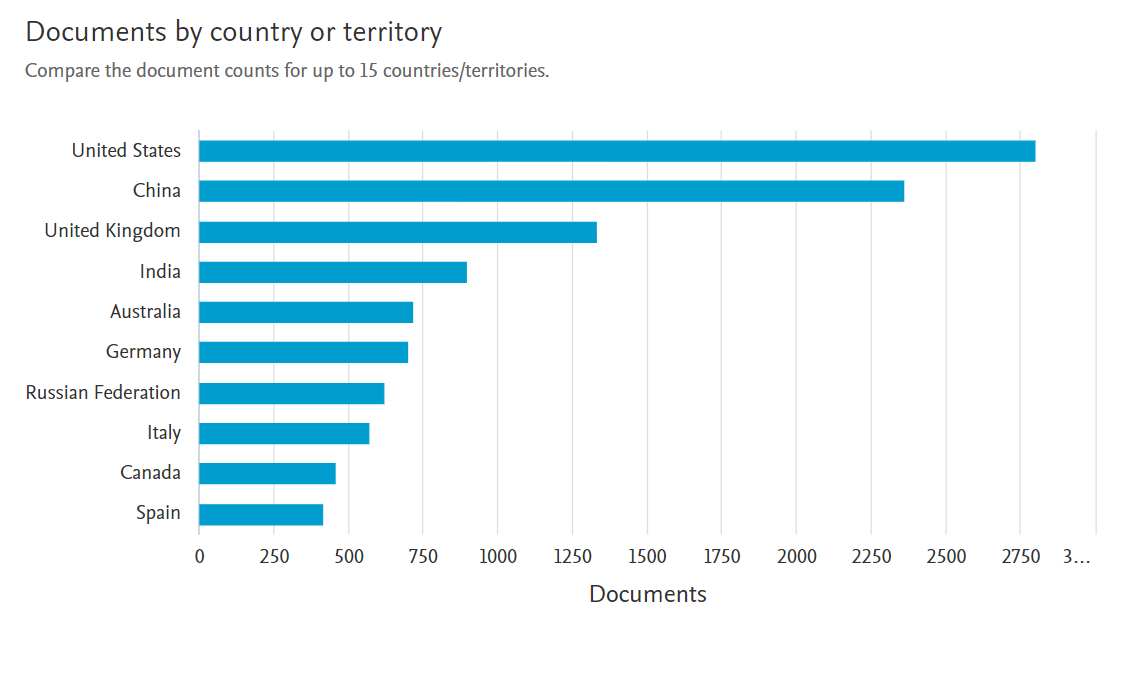 Documents by country or territory
Compare the document counts for up to 15 countries/territories.
United States
China
United Kingdom
India
Australia
Germany
Russian Federation
Italy
Canada
Spain
0 250 500 750 1000 1250 1500 1750 2000 2250 2500 2750 3...
Documents